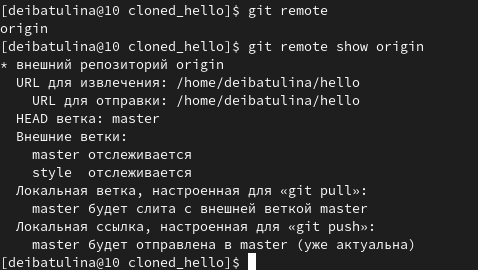 [deibatulina@10 cloned_hello]$ git remote
origin
[deibatulina@10 cloned_hello]$ git remote show origin
* внешний репозиторий origin
  URL для извлечения: /home/deibatulina/hello
    URL для отправки: /home/deibatulina/hello
  HEAD ветка: master
  Внешние ветки:
    master отслеживается
    style  отслеживается
  Локальная ветка, настроенная для «git pull»:
    master будет слита с внешней веткой master
  Локальная ссылка, настроенная для «git push»:
    master будет отправлена в master (уже актуальна)
[deibatulina@10 cloned_hello]$